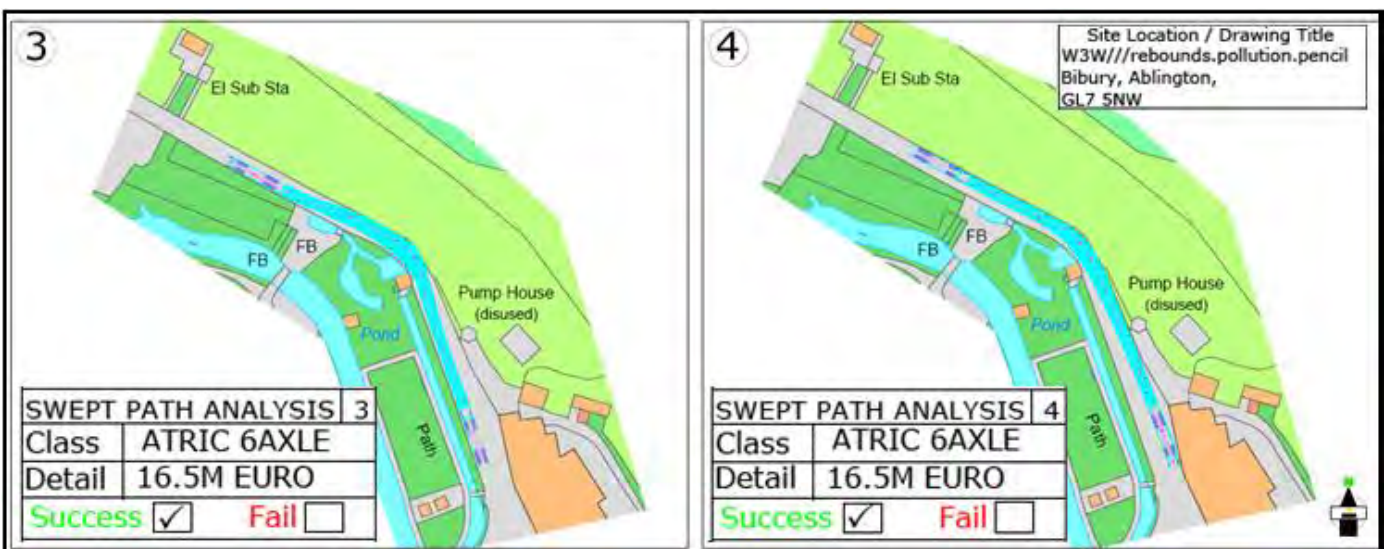 3
El Sub Sta
FB
FB
Pump House
(disused)
Pond
Path
SWEPT PATH ANALYSIS 3
Class ATRIC 6AXLE
Detail 16.5M EURO
Success ✓ Fail
4
Site Location / Drawing Title
W3W///rebounds.pollution.pencil
Bibury, Ablington,
GL7 5NW
El Sub Sta
FB
FB
Pump House
(disused)
Pond
Path
SWEPT PATH ANALYSIS 4
Class ATRIC 6AXLE
Detail 16.5M EURO
Success ✓ Fail
N